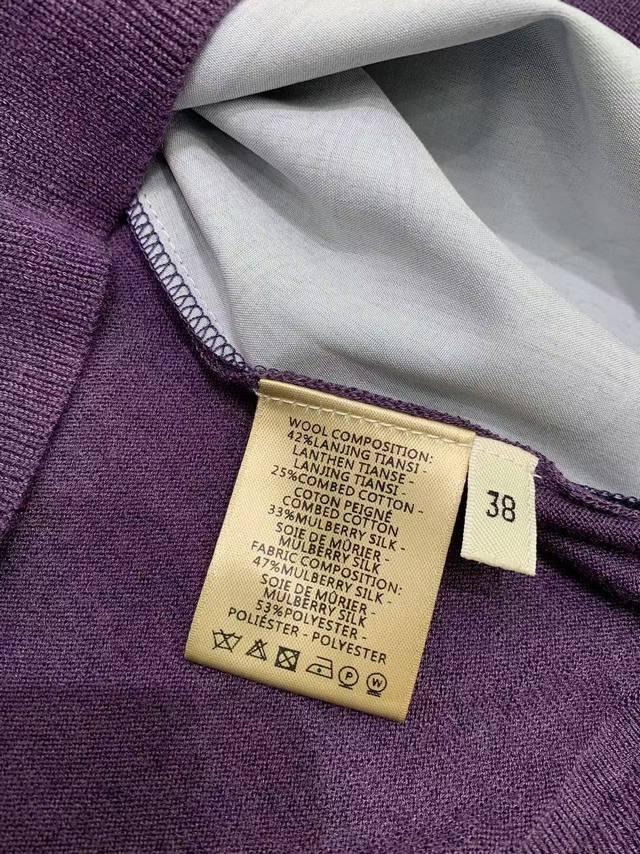 WOOL COMPOSITION:
42%LANJING TIANSI -
LANTHEN TIANSE -
LANJING TIANSI -
25%COMBED COTTON -
COTON PEIGNÉ -
COMBED COTTON
33%MULBERRY SILK -
SOIE DE MÛRIER -
MULBERRY SILK
FABRIC COMPOSITION:
47%MULBERRY SILK -
SOIE DE MÛRIER -
MULBERRY SILK
53%POLYESTER -
POLIÉSTER - POLYESTER
P W
38